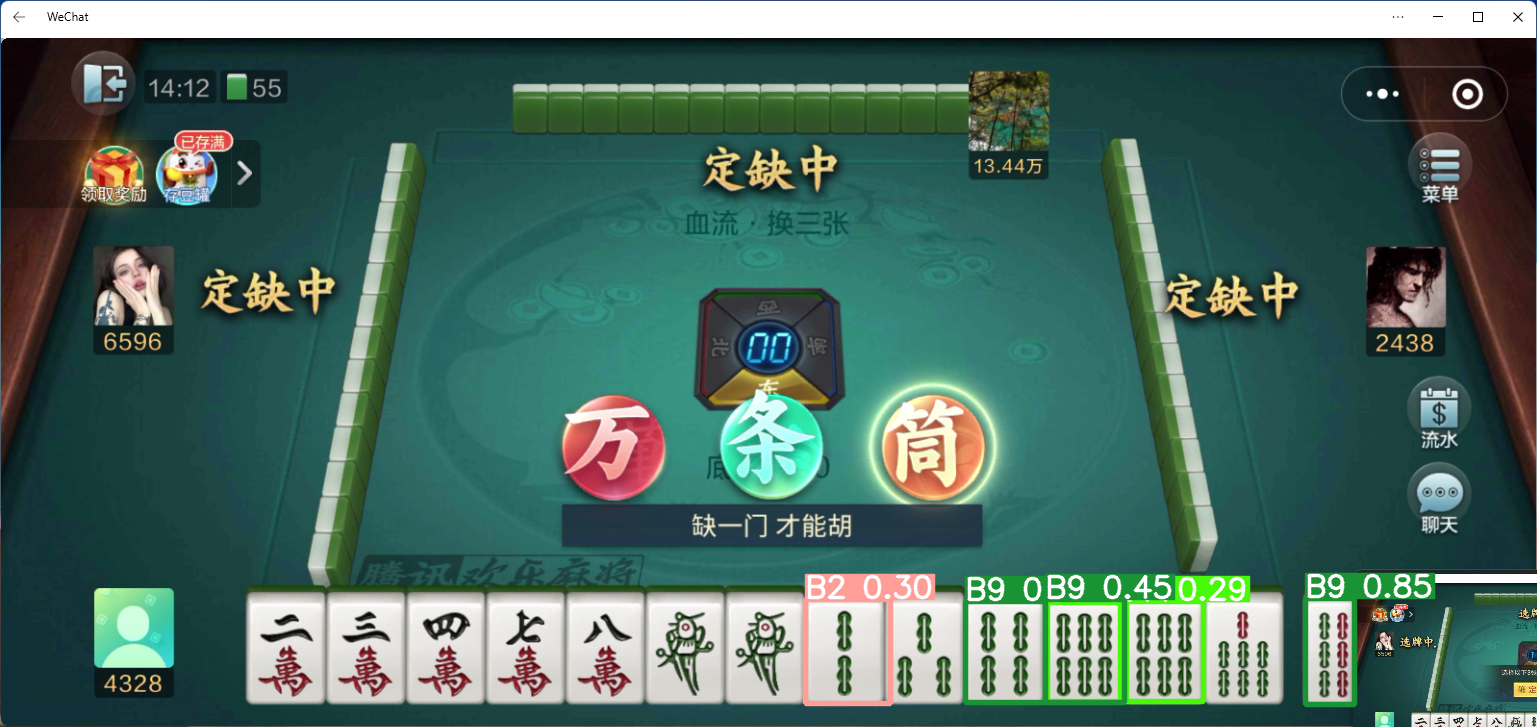 WeChat
14:12
55
已存满
领取奖励
存豆罐
13.44万
菜单
定缺中
血流·换三张
定缺中
定缺中
6596
2438
00
北
东
流水
万
条
筒
缺一门 才能胡
聊天
腾讯欢乐麻将
B2 0.30
B9 0
B9 0.45
0.29
B9 0.85
4328
二萬
三萬
四萬
七萬
八萬
选牌中